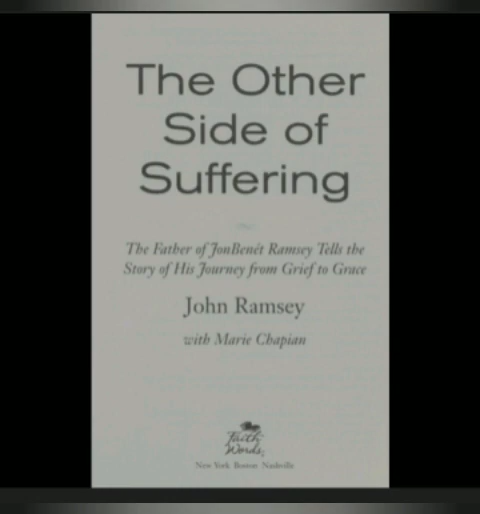 The Other
Side of
Suffering
The Father of JonBenét Ramsey Tells the
Story of His Journey from Grief to Grace
John Ramsey
with Marie Chapian
Faith
Words
New York Boston Nashville